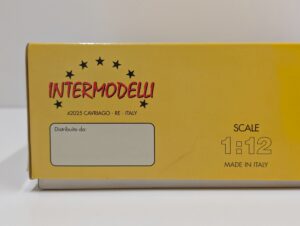 INTERMODELLI
42025 CAVRIAGO - RE - ITALY
Distribuito da:
SCALE
1:12
MADE IN ITALY